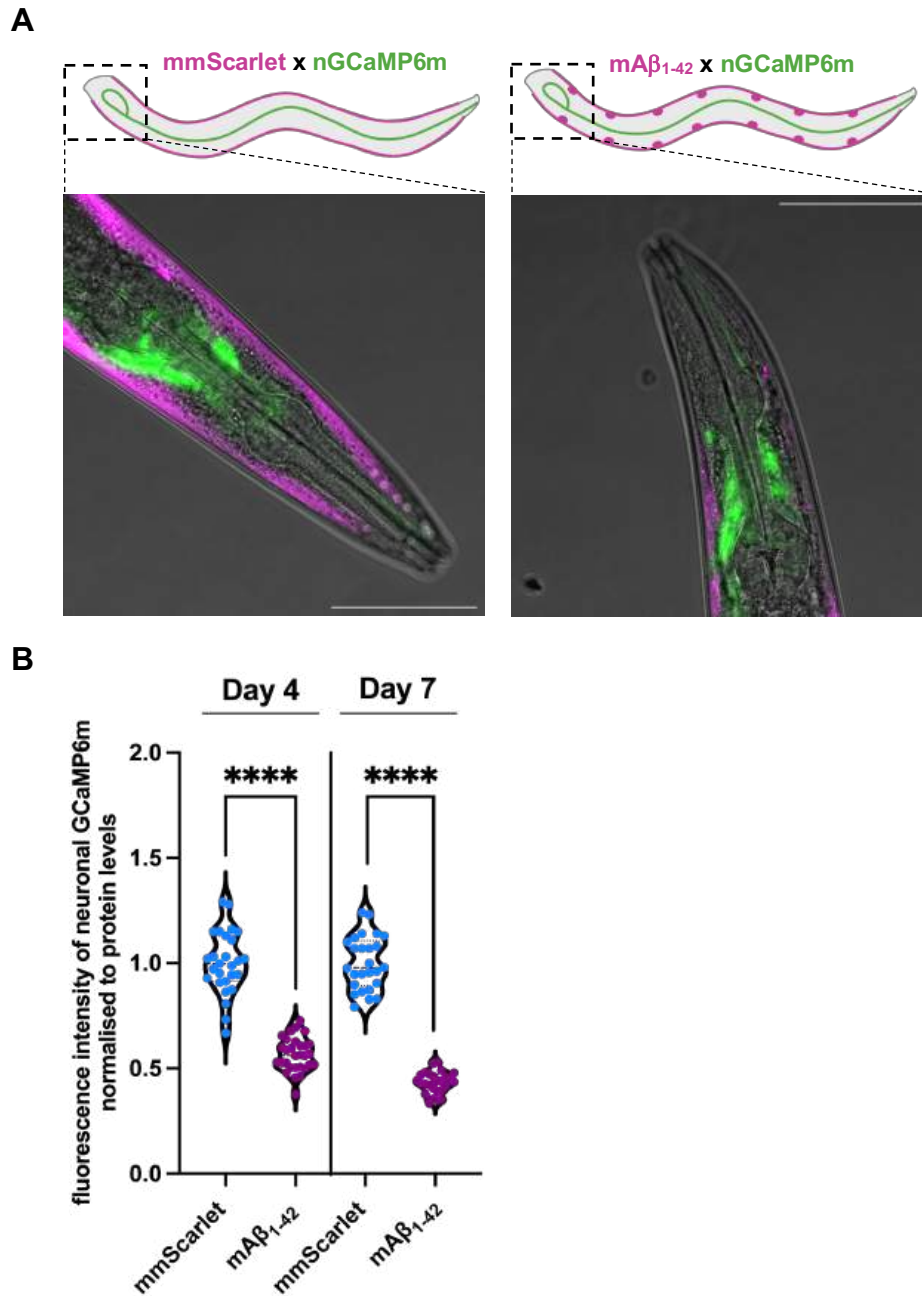 A
mmScarlet x nGCaMP6m
mAβ1-42 x nGCaMP6m
B
Day 4
Day 7
fluorescence intensity of neuronal GCaMP6m
normalised to protein levels
2.0
1.5
1.0
0.5
0.0
****
****
mmScarlet
mAβ1-42
mmScarlet
mAβ1-42